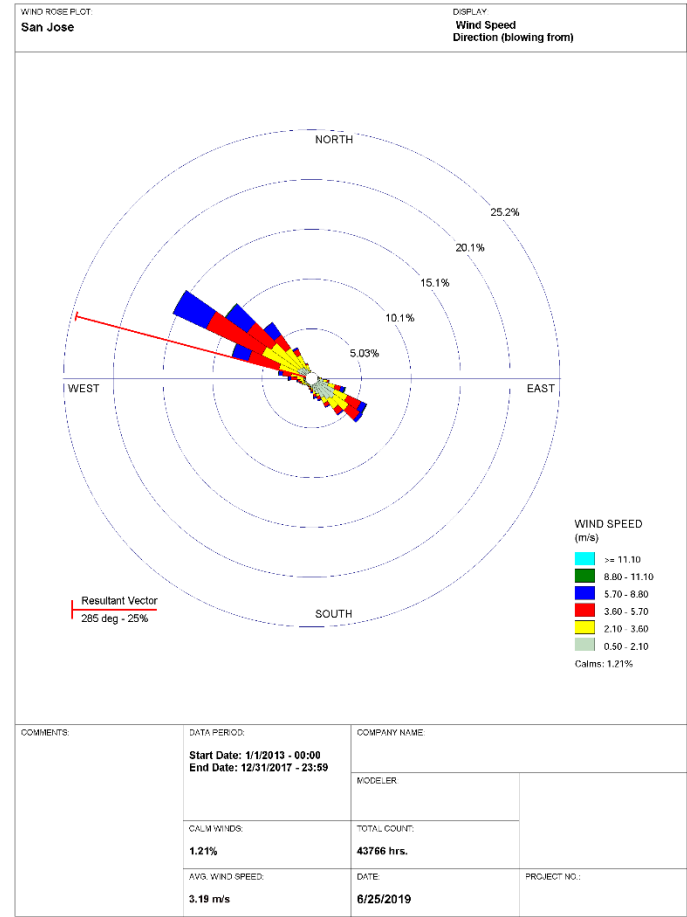 WIND ROSE PLOT:
San Jose
DISPLAY:
Wind Speed
Direction (blowing from)
NORTH
25.2%
20.1%
15.1%
10.1%
5.03%
WEST
EAST
SOUTH
WIND SPEED
(m/s)
>= 11.10
8.80 - 11.10
5.70 - 8.80
3.60 - 5.70
2.10 - 3.60
0.50 - 2.10
Calms: 1.21%
Resultant Vector
285 deg - 25%
COMMENTS:
DATA PERIOD:
Start Date: 1/1/2013 - 00:00
End Date: 12/31/2017 - 23:59
COMPANY NAME:
MODELER:
CALM WINDS:
1.21%
TOTAL COUNT:
43766 hrs.
AVG. WIND SPEED:
3.19 m/s
DATE:
6/25/2019
PROJECT NO.: